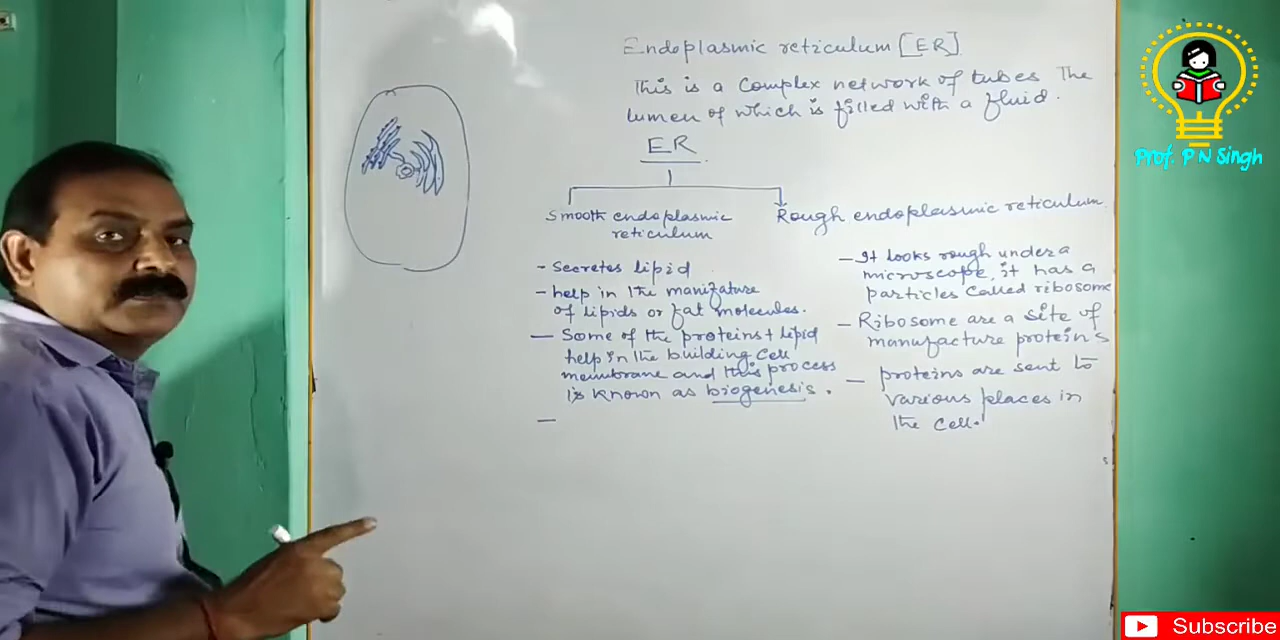 Endoplasmic reticulum [ER]
This is a complex network of tubes The
lumen of which is filled with a fluid.
ER
Smooth endoplasmic
reticulum
- Secretes lipid
- help in the manizature
of lipids or fat molecules.
— Some of the proteins + lipid
help in the building cell
membrane and this process
is known as biogenesis.
—
Rough endoplasmic reticulum
- It looks rough under a
microscope, it has a
particles called ribosome
- Ribosome are a site of
manufacture proteins
— proteins are sent to
various places in
the cell.
Prof. P N Singh
Subscribe